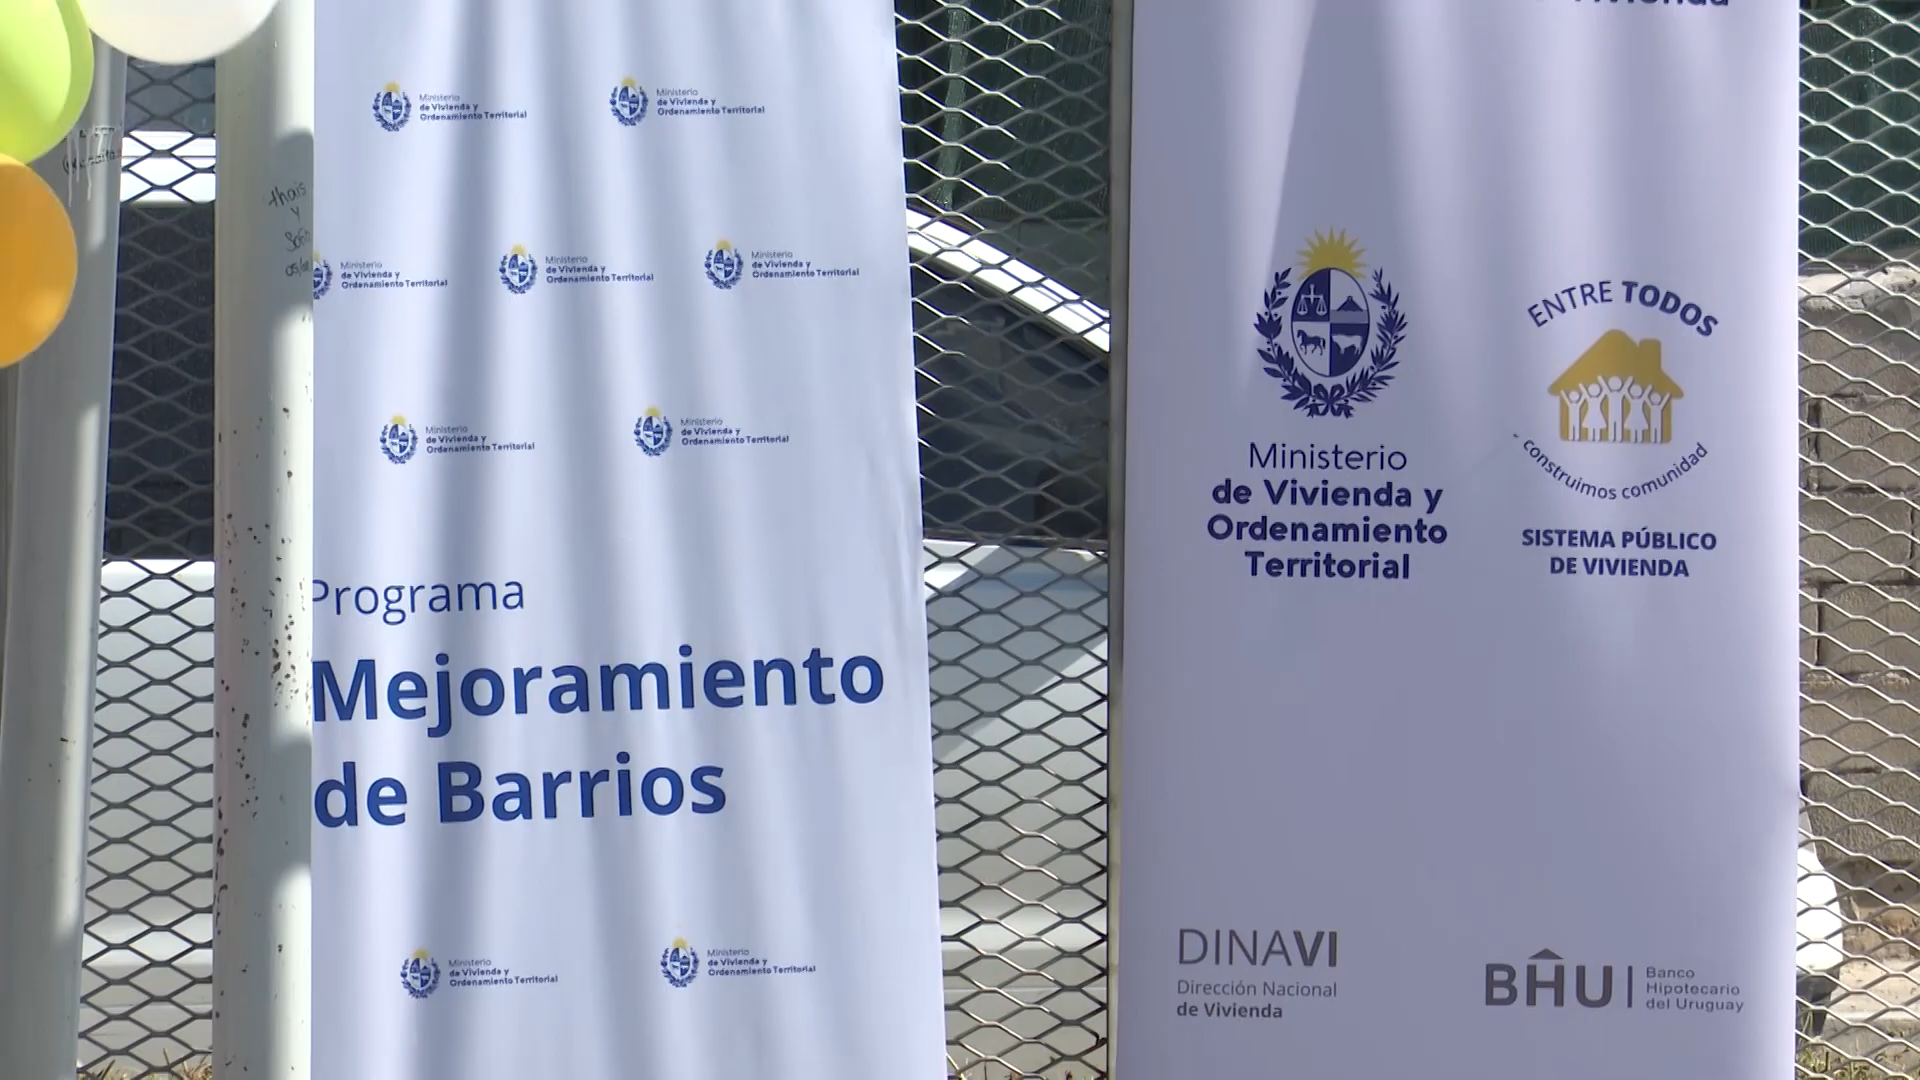 Ministerio
de Vivienda y
Ordenamiento Territorial
Ministerio
de Vivienda y
Ordenamiento Territorial
Ministerio
de Vivienda y
Ordenamiento Territorial
Ministerio
de Vivienda y
Ordenamiento Territorial
Ministerio
de Vivienda y
Ordenamiento Territorial
Ministerio
de Vivienda y
Ordenamiento Territorial
Ministerio
de Vivienda y
Ordenamiento Territorial
Programa
Mejoramiento
de Barrios
Ministerio
de Vivienda y
Ordenamiento Territorial
Ministerio
de Vivienda y
Ordenamiento Territorial
thais
y
Ministerio
de Vivienda y
Ordenamiento
Territorial
ENTRE TODOS
construimos comunidad
SISTEMA PÚBLICO
DE VIVIENDA
DINAVI
Dirección Nacional
de Vivienda
BHU
Banco
Hipotecario
del Uruguay